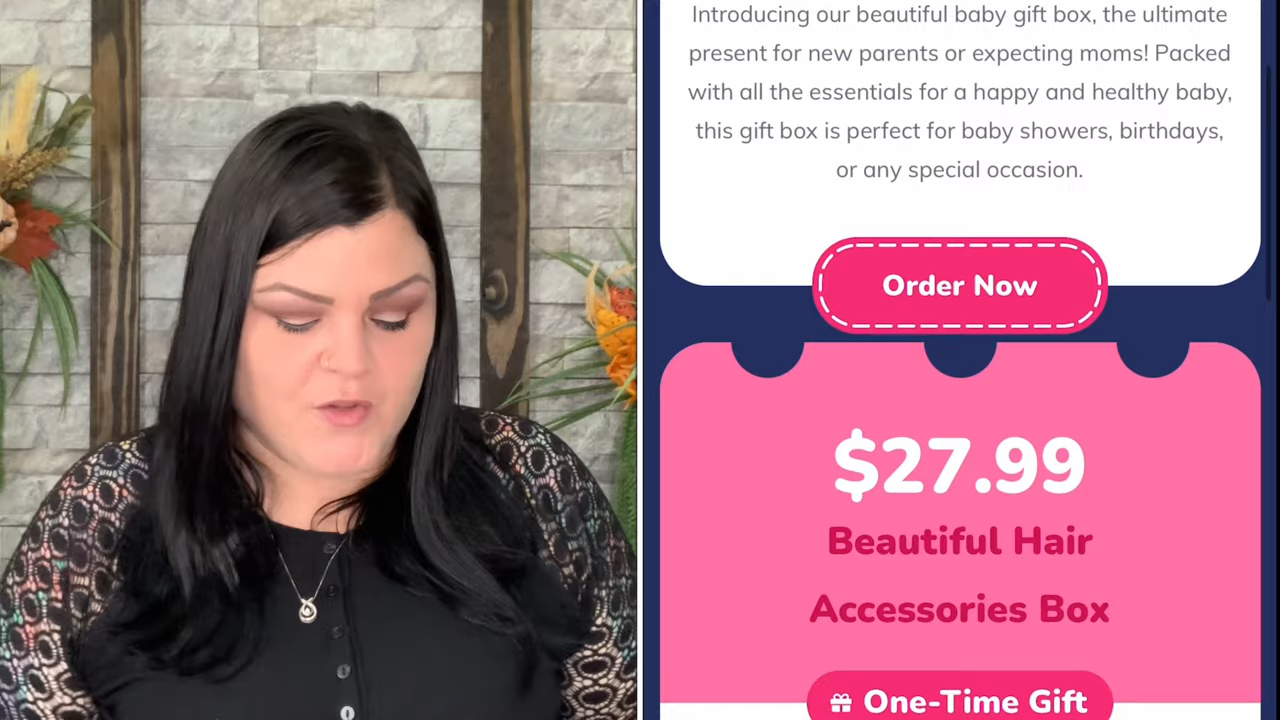 Introducing our beautiful baby gift box, the ultimate
present for new parents or expecting moms! Packed
with all the essentials for a happy and healthy baby,
this gift box is perfect for baby showers, birthdays,
or any special occasion.
Order Now
$27.99
Beautiful Hair
Accessories Box
One-Time Gift